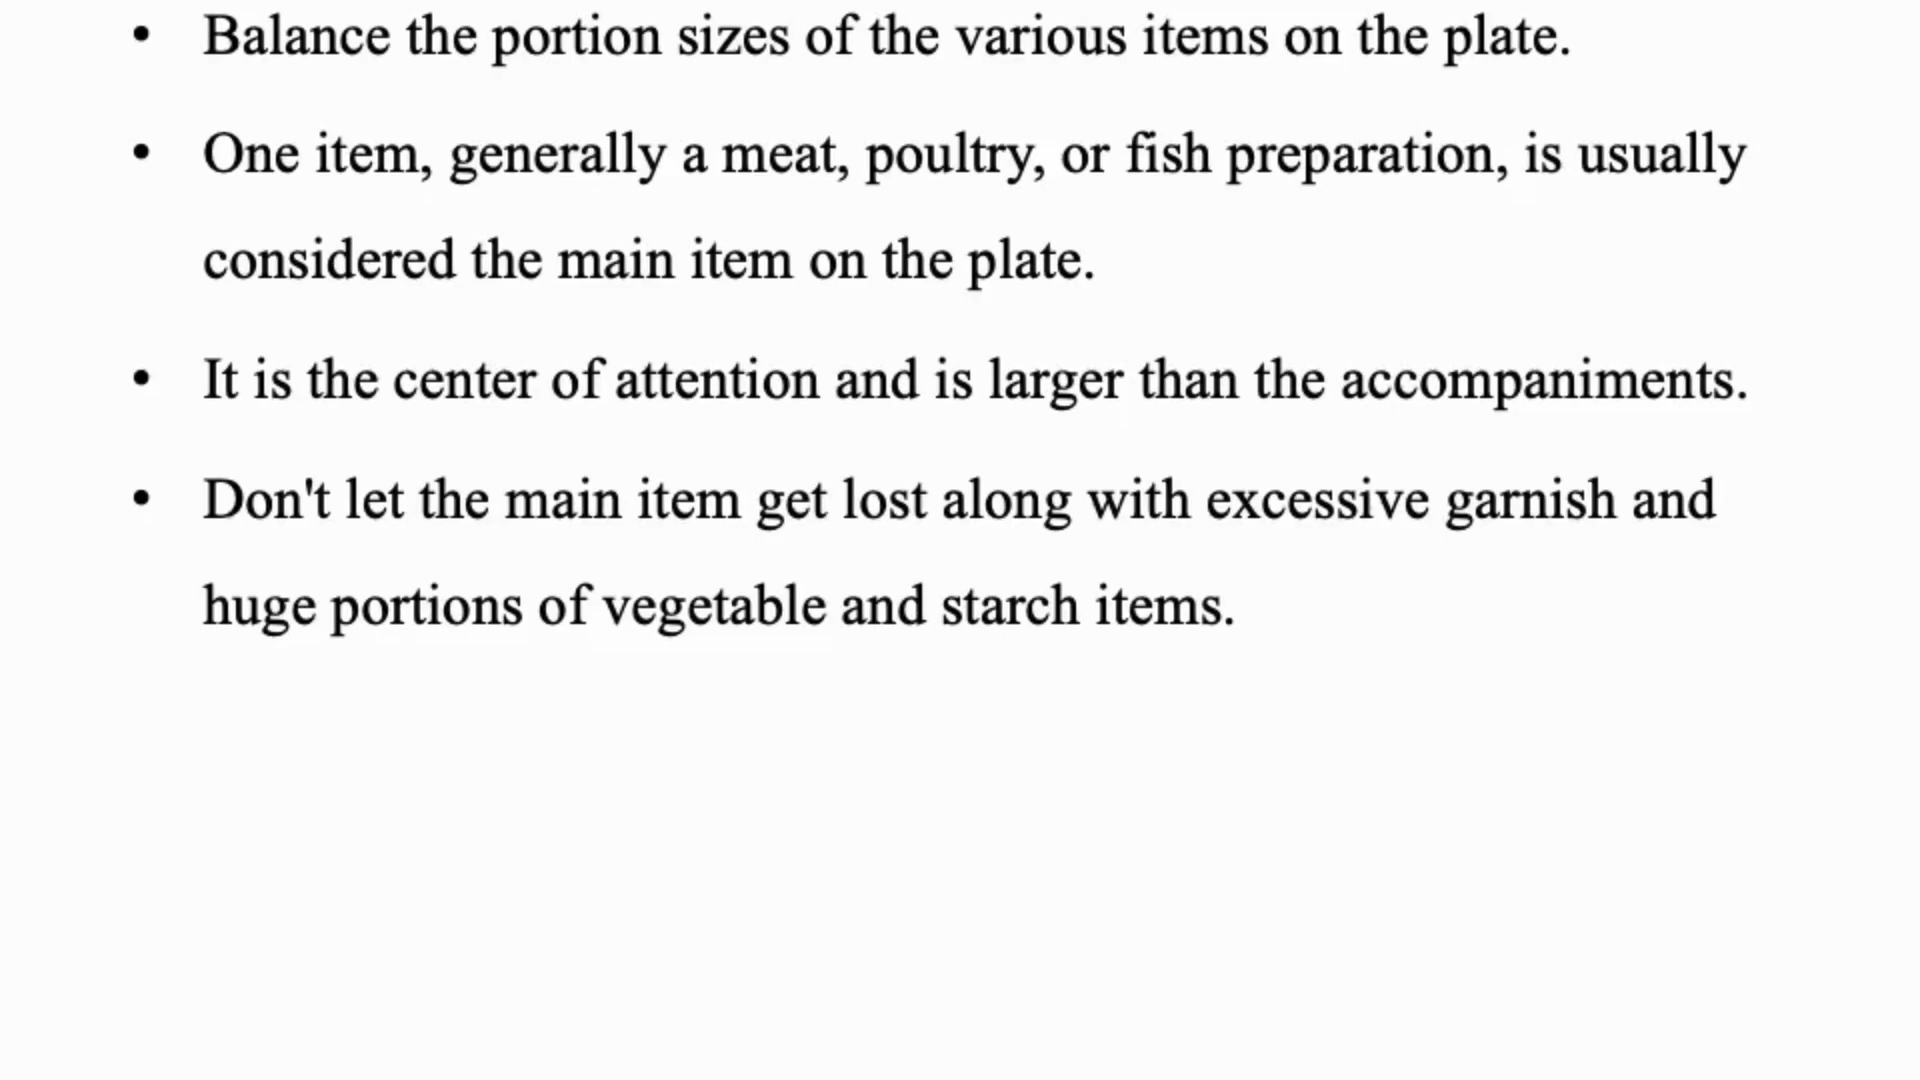 • Balance the portion sizes of the various items on the plate.
• One item, generally a meat, poultry, or fish preparation, is usually
considered the main item on the plate.
• It is the center of attention and is larger than the accompaniments.
• Don't let the main item get lost along with excessive garnish and
huge portions of vegetable and starch items.